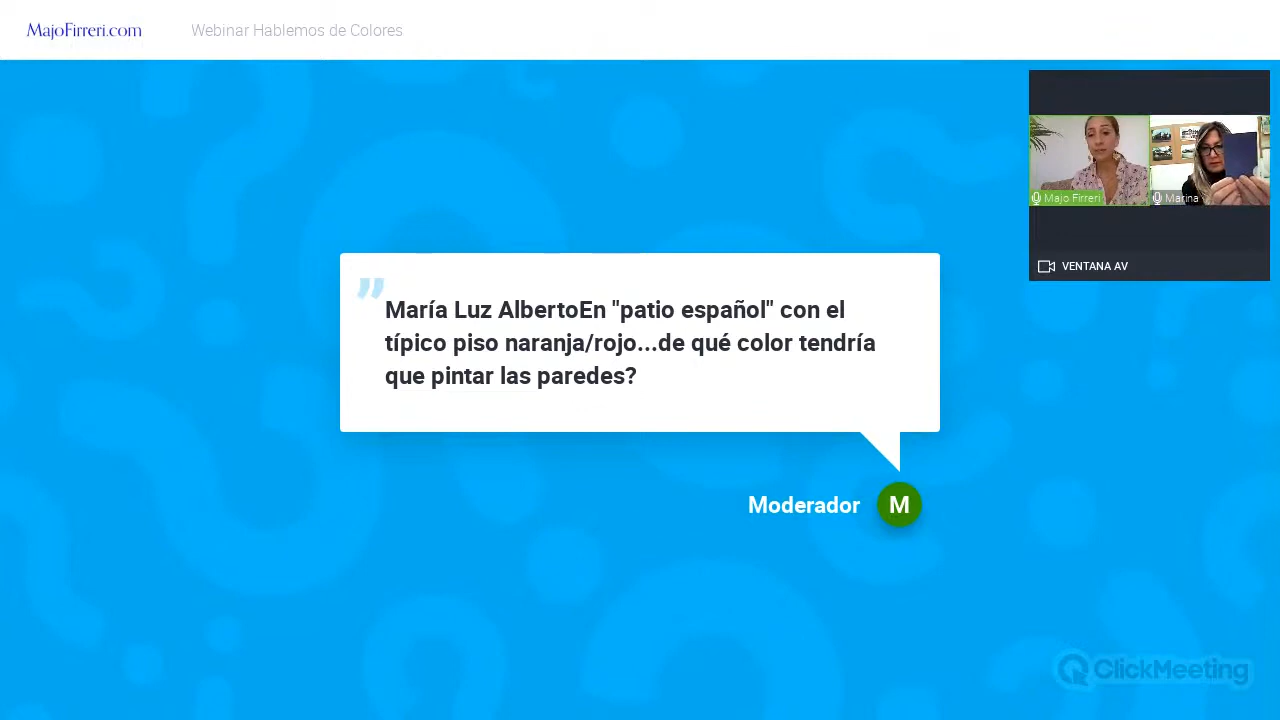 MajoFirreri.com
Webinar Hablemos de Colores
María Luz AlbertoEn "patio español" con el
típico piso naranja/rojo...de qué color tendría
que pintar las paredes?
Moderador
M
Majo Firreri
Marina
VENTANA AV
ClickMeeting